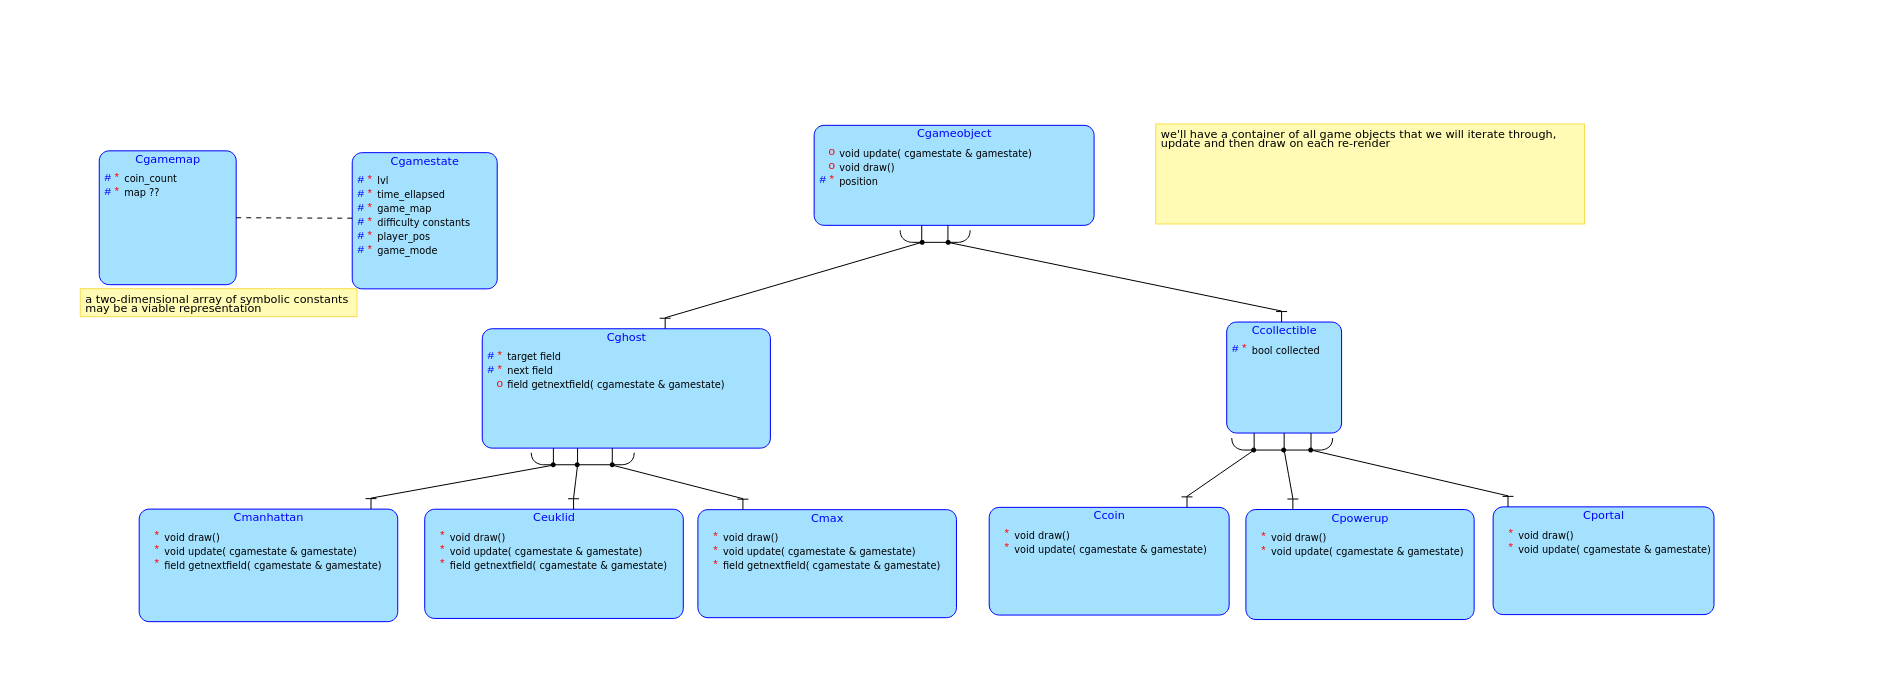 Cgamemap
# * coin_count
# * map ??
a two-dimensional array of symbolic constants
may be a viable representation
Cgamestate
# * lvl
# * time_ellapsed
# * game_map
# * difficulty constants
# * player_pos
# * game_mode
Cgameobject
o void update( cgamestate & gamestate)
o void draw()
# * position
we'll have a container of all game objects that we will iterate through,
update and then draw on each re-render
Cghost
# * target field
# * next field
o field getnextfield( cgamestate & gamestate)
Ccollectible
# * bool collected
Cmanhattan
* void draw()
* void update( cgamestate & gamestate)
* field getnextfield( cgamestate & gamestate)
Ceuklid
* void draw()
* void update( cgamestate & gamestate)
* field getnextfield( cgamestate & gamestate)
Cmax
* void draw()
* void update( cgamestate & gamestate)
* field getnextfield( cgamestate & gamestate)
Ccoin
* void draw()
* void update( cgamestate & gamestate)
Cpowerup
* void draw()
* void update( cgamestate & gamestate)
Cportal
* void draw()
* void update( cgamestate & gamestate)